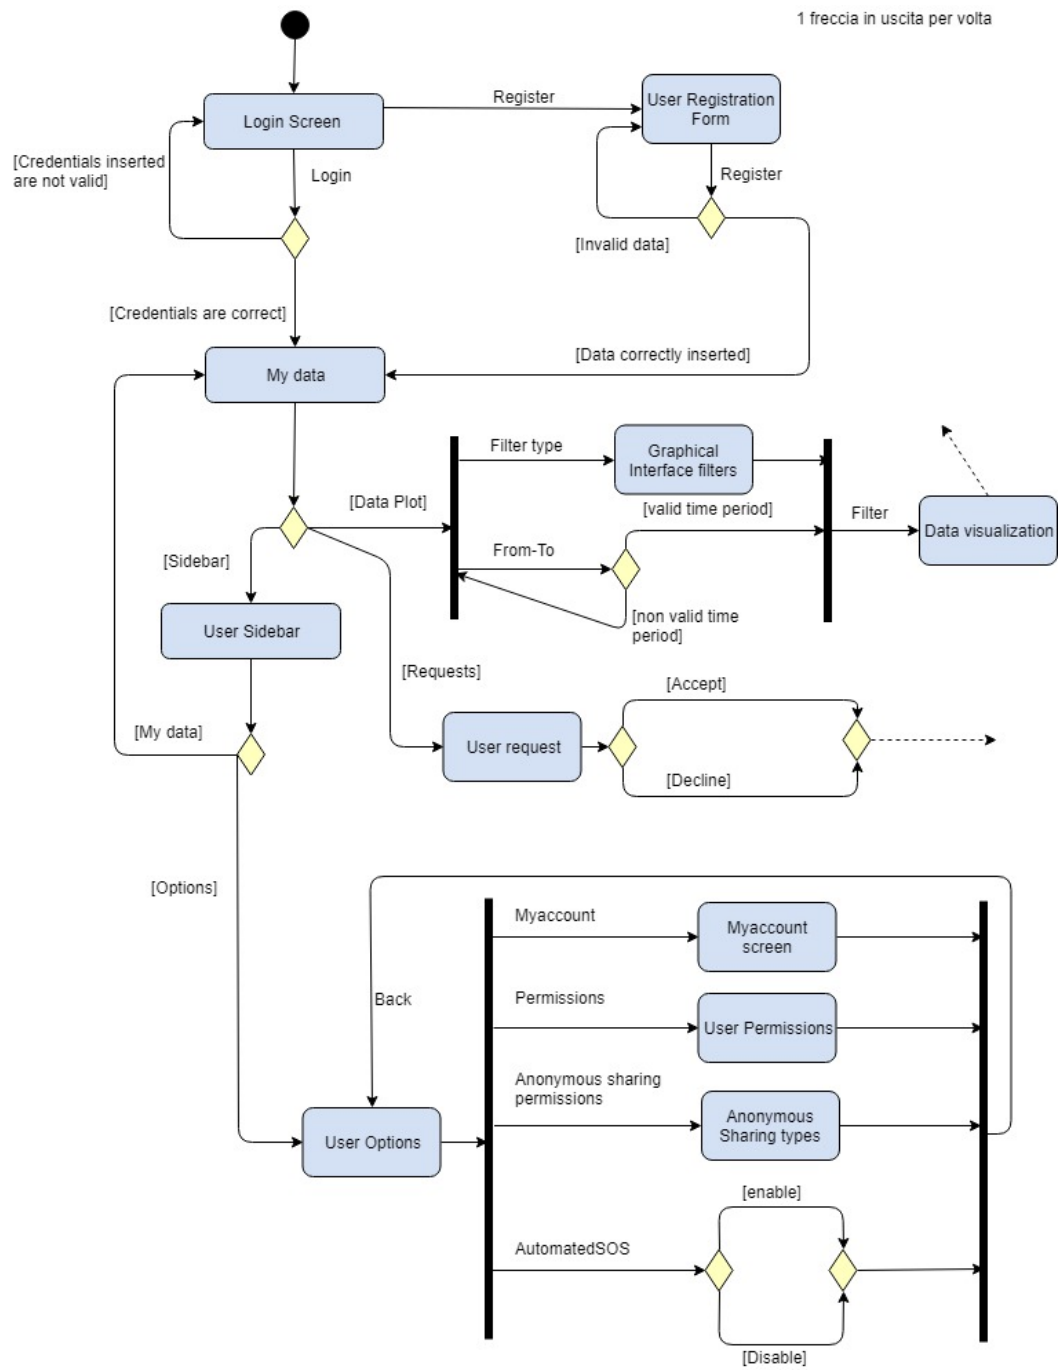 1 freccia in uscita per volta
Register
User Registration
Form
Login Screen
[Credentials inserted
are not valid]
Login
Register
[Invalid data]
[Credentials are correct]
[Data correctly inserted]
My data
Filter type
Graphical
Interface filters
[Data Plot]
[valid time period]
Filter
Data visualization
From-To
[Sidebar]
[non valid time
period]
User Sidebar
[Requests]
[Accept]
[My data]
User request
[Decline]
[Options]
Myaccount
Myaccount
screen
Back
Permissions
User Permissions
Anonymous sharing
permissions
Anonymous
Sharing types
User Options
[enable]
AutomatedSOS
[Disable]